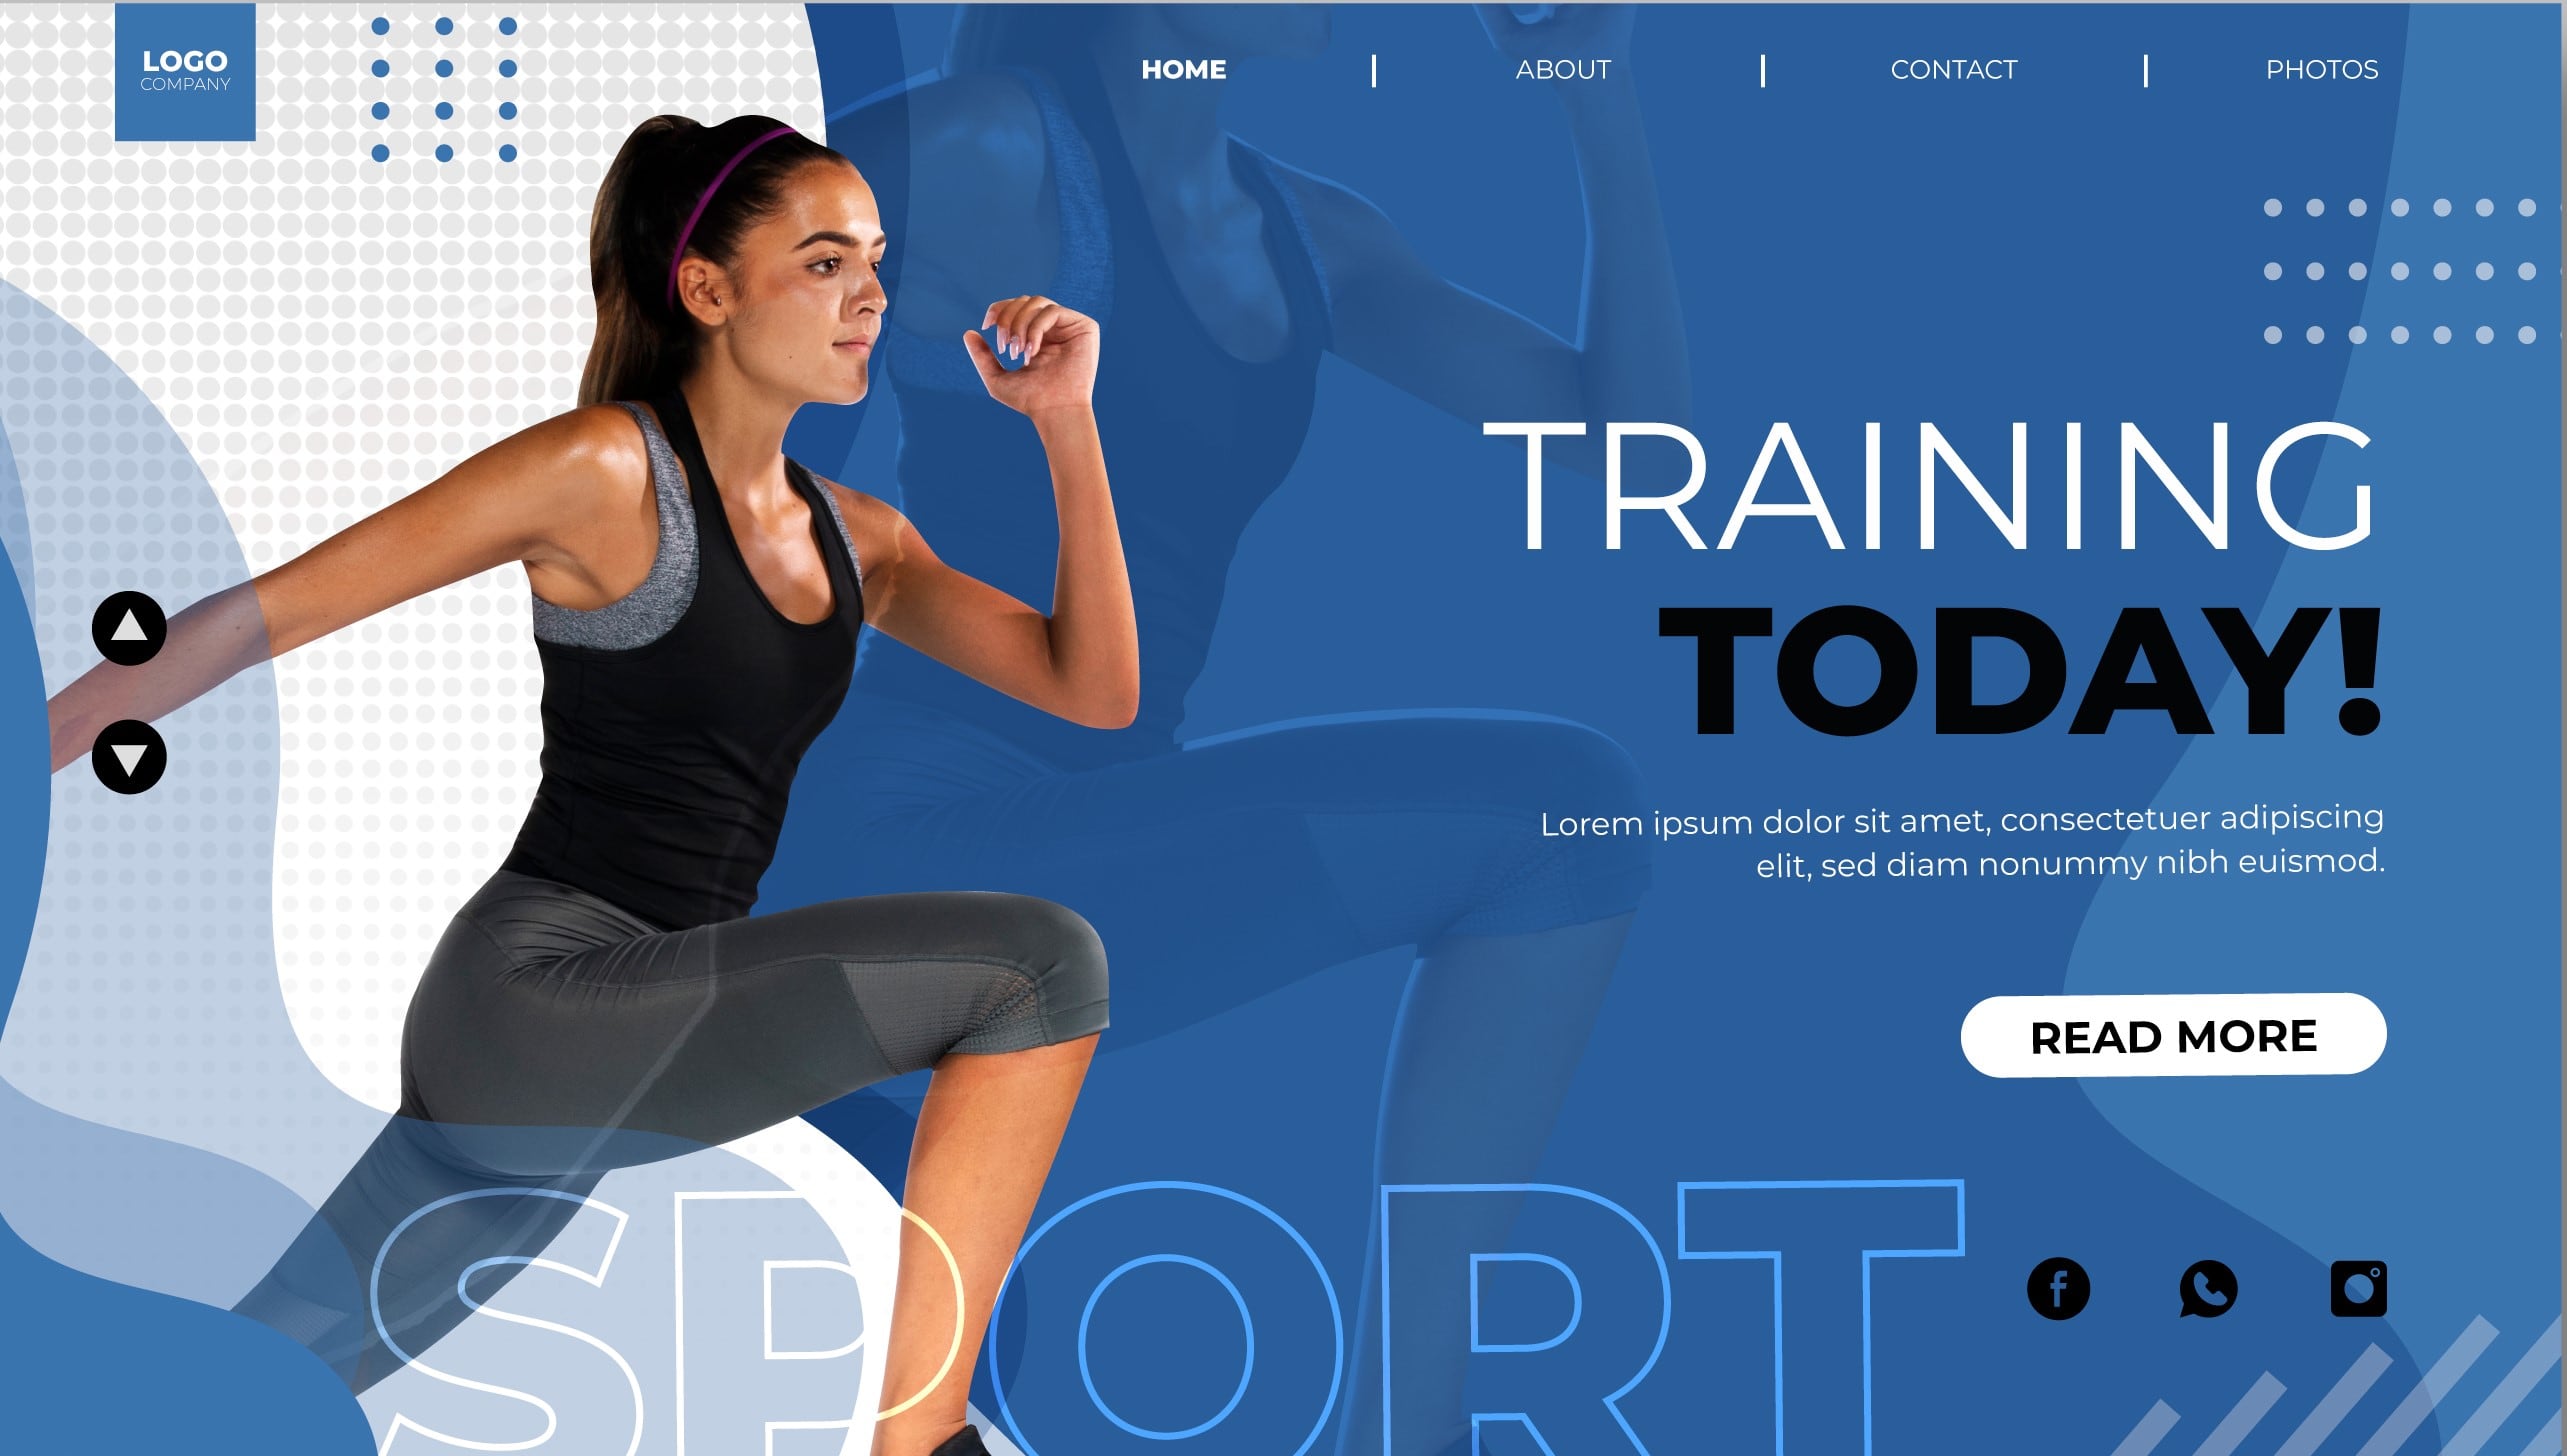 LOGO
COMPANY
HOME
ABOUT
CONTACT
PHOTOS
TRAINING
TODAY!
Lorem ipsum dolor sit amet, consectetuer adipiscing
elit, sed diam nonummy nibh euismod.
READ MORE
SPORT